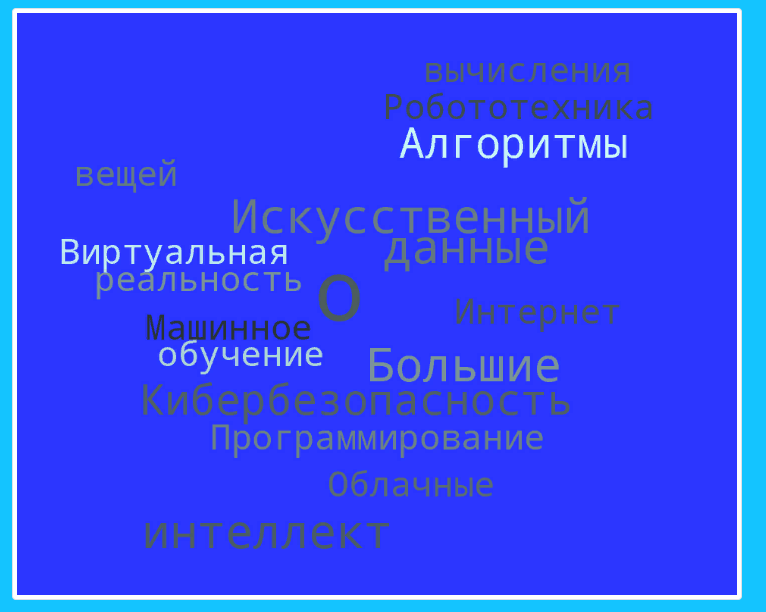 вычисления
Робототехника
Алгоритмы
вещей
Искусственный
данные
Виртуальная
реальность
о
Интернет
Машинное
обучение
Большие
Кибербезопасность
Программирование
Облачные
интеллект